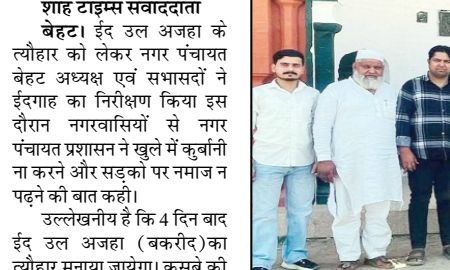 शाह टाइम्स संवाददाता
बेहट। ईद उल अजहा के
त्यौहार को लेकर नगर पंचायत
बेहट अध्यक्ष एवं सभासदों ने
ईदगाह का निरीक्षण किया इस
दौरान नगरवासियों से नगर
पंचायत प्रशासन ने खुले में कुर्बानी
ना करने और सड़को पर नमाज न
पढ़ने की बात कही।
उल्लेखनीय है कि 4 दिन बाद
ईद उल अजहा (बकरीद)का
त्यौहार मनाया जायेगा। कसबे की